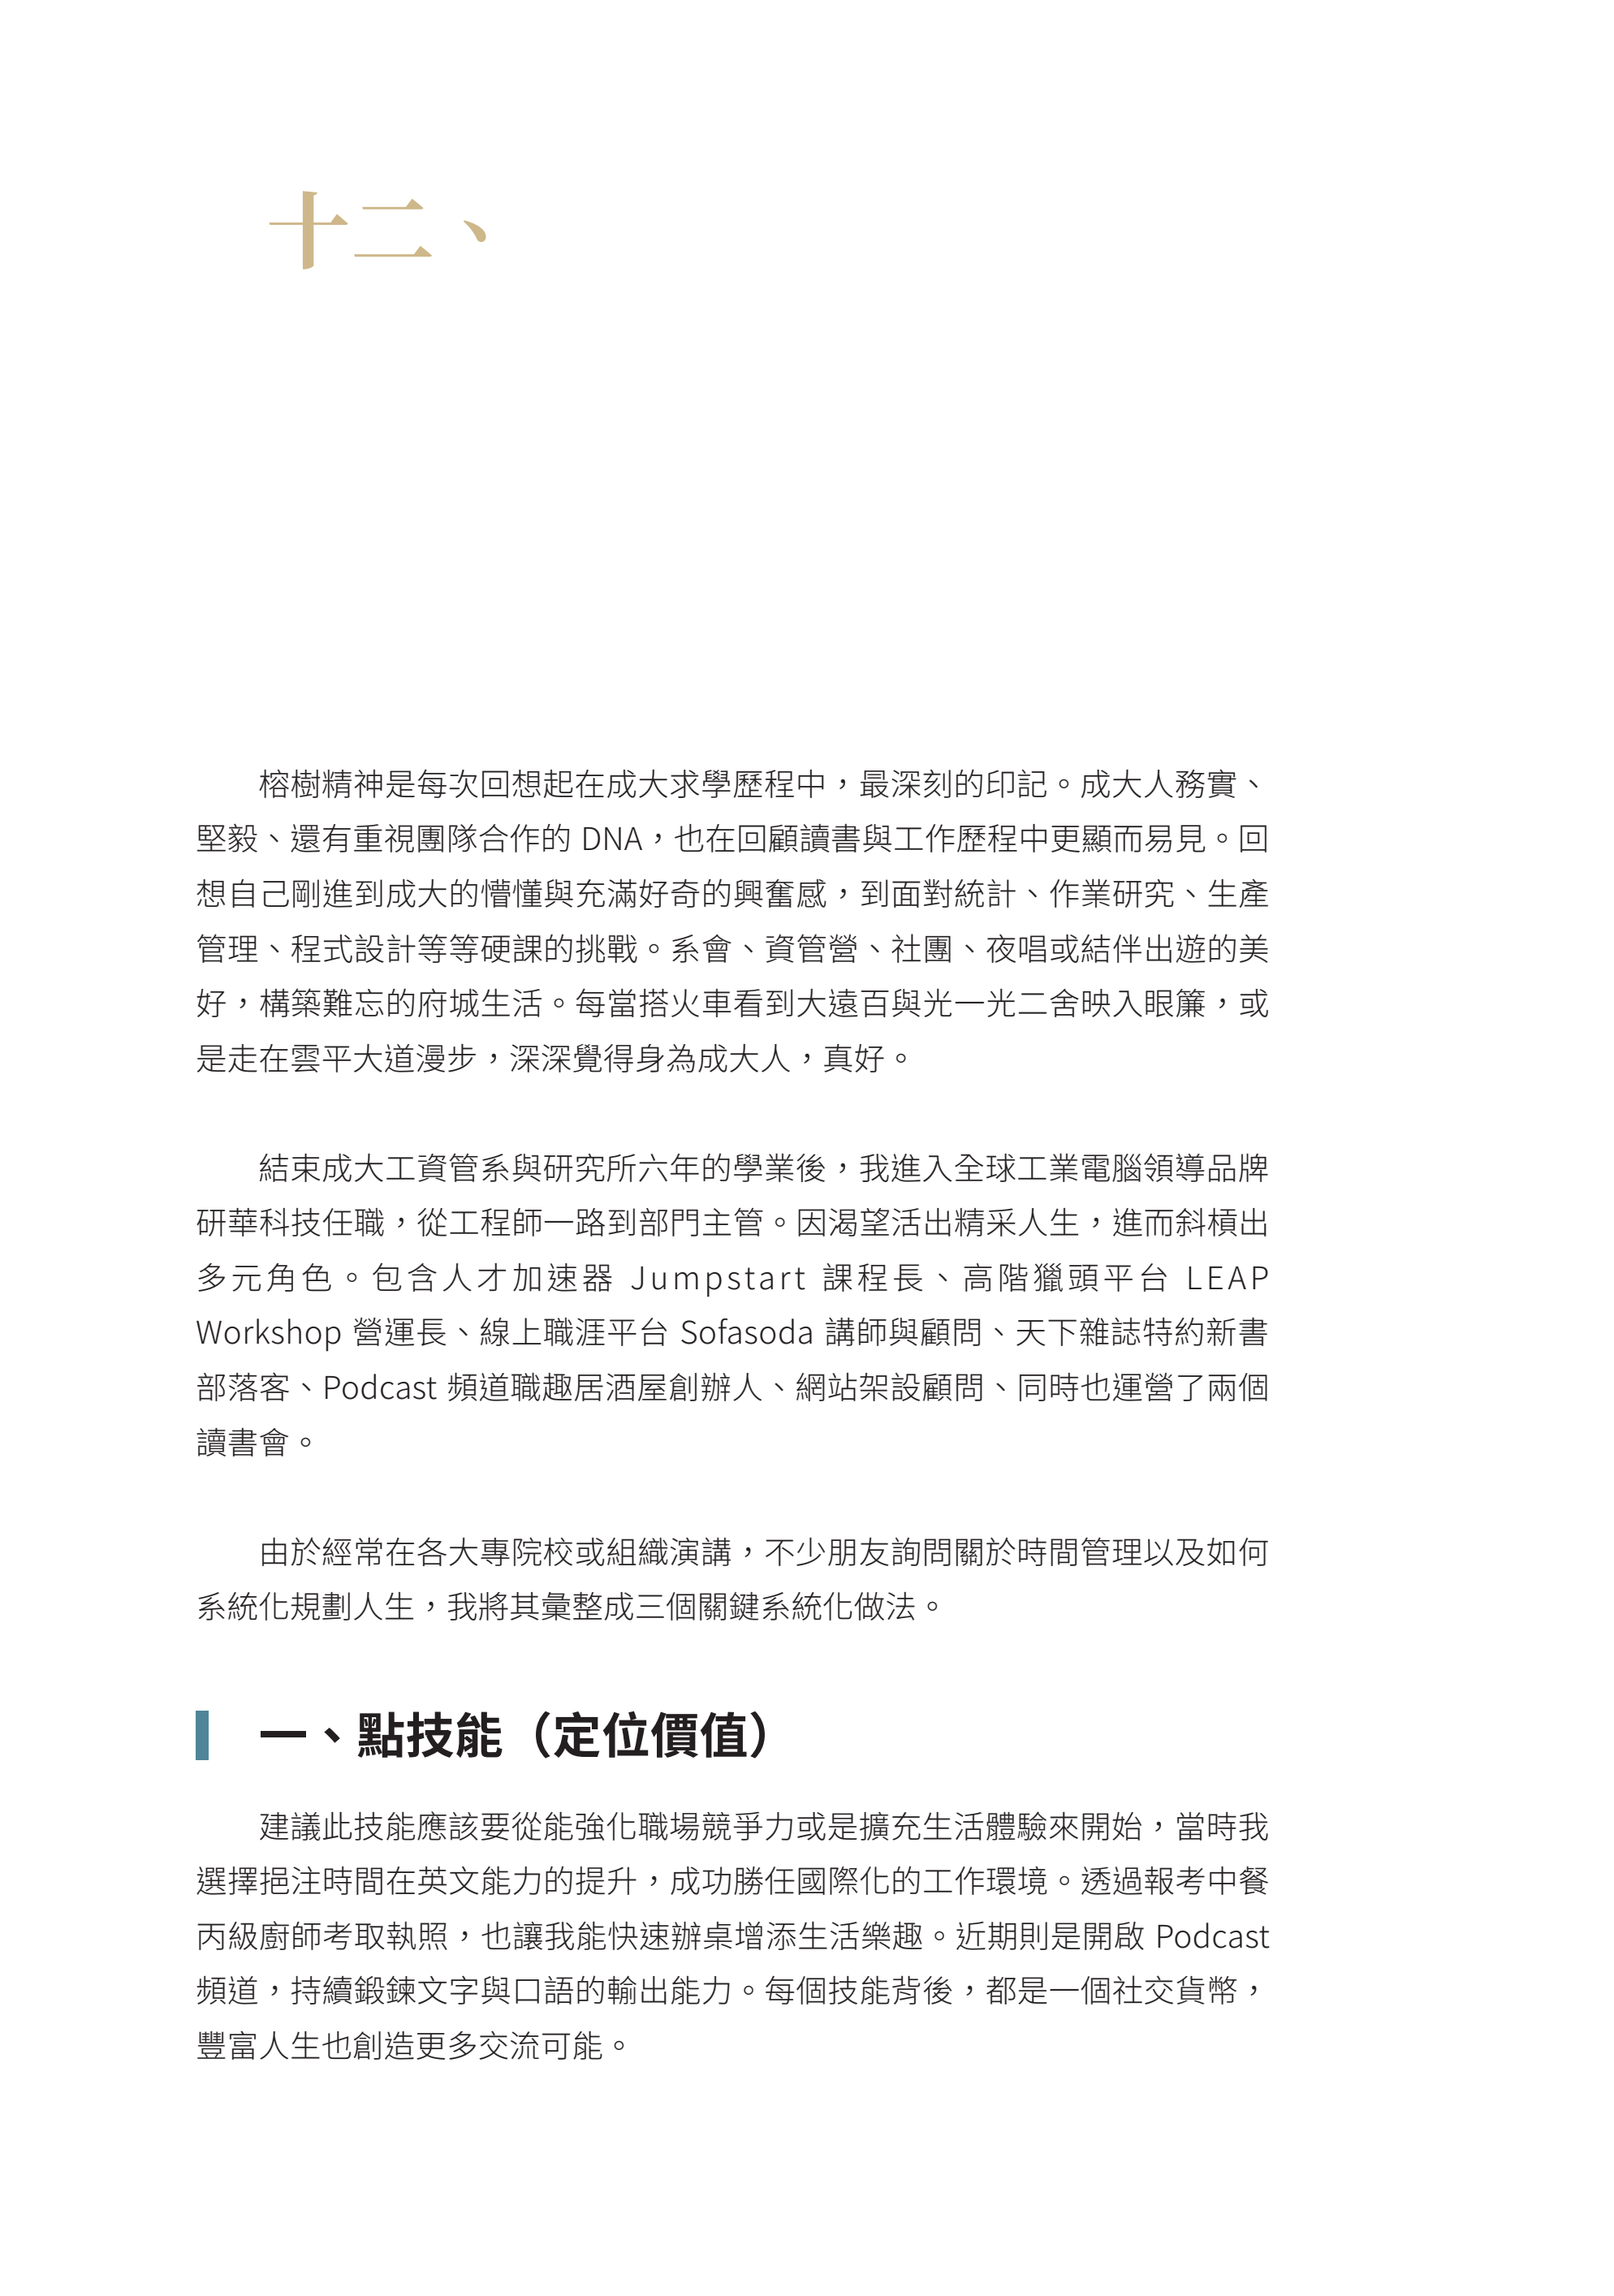 十二、
榕樹精神是每次回想起在成大求學歷程中，最深刻的印記。成大人務實、
堅毅、還有重視團隊合作的 DNA，也在回顧讀書與工作歷程中更顯而易見。回
想自己剛進到成大的懵懂與充滿好奇的興奮感，到面對統計、作業研究、生產
管理、程式設計等等硬課的挑戰。系會、資管營、社團、夜唱或結伴出遊的美
好，構築難忘的府城生活。每當搭火車看到大遠百與光一光二舍映入眼簾，或
是走在雲平大道漫步，深深覺得身為成大人，真好。
結束成大工資管系與研究所六年的學業後，我進入全球工業電腦領導品牌
研華科技任職，從工程師一路到部門主管。因渴望活出精采人生，進而斜槓出
多元角色。包含人才加速器 Jumpstart 課程長、高階獵頭平台 LEAP
Workshop 營運長、線上職涯平台 Sofasoda 講師與顧問、天下雜誌特約新書
部落客、Podcast 頻道職趣居酒屋創辦人、網站架設顧問、同時也運營了兩個
讀書會。
由於經常在各大專院校或組織演講，不少朋友詢問關於時間管理以及如何
系統化規劃人生，我將其彙整成三個關鍵系統化做法。
一、點技能（定位價值）
建議此技能應該要從能強化職場競爭力或是擴充生活體驗來開始，當時我
選擇挹注時間在英文能力的提升，成功勝任國際化的工作環境。透過報考中餐
丙級廚師考取執照，也讓我能快速辦桌增添生活樂趣。近期則是開啟 Podcast
頻道，持續鍛鍊文字與口語的輸出能力。每個技能背後，都是一個社交貨幣，
豐富人生也創造更多交流可能。